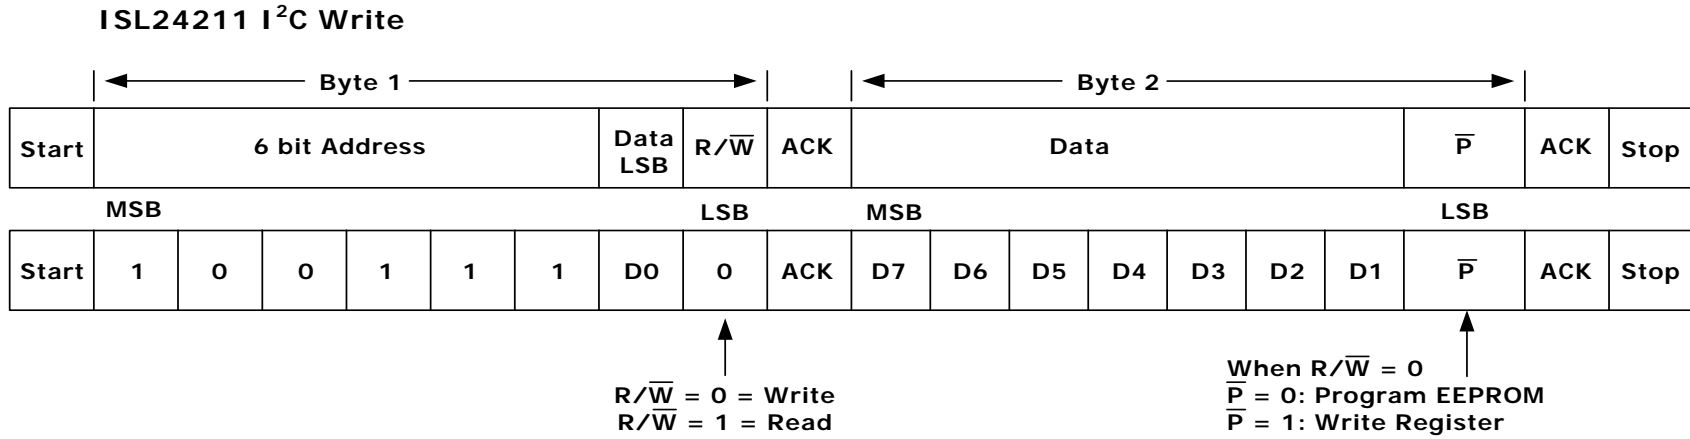 ISL24211 I²C Write
Byte 1 Byte 2
Start 6 bit Address Data LSB R/W̅ ACK Data P̅ ACK Stop
MSB LSB MSB LSB
Start 1 0 0 1 1 1 D0 0 ACK D7 D6 D5 D4 D3 D2 D1 P̅ ACK Stop
R/W̅ = 0 = Write
R/W̅ = 1 = Read
When R/W̅ = 0
P̅ = 0: Program EEPROM
P̅ = 1: Write Register